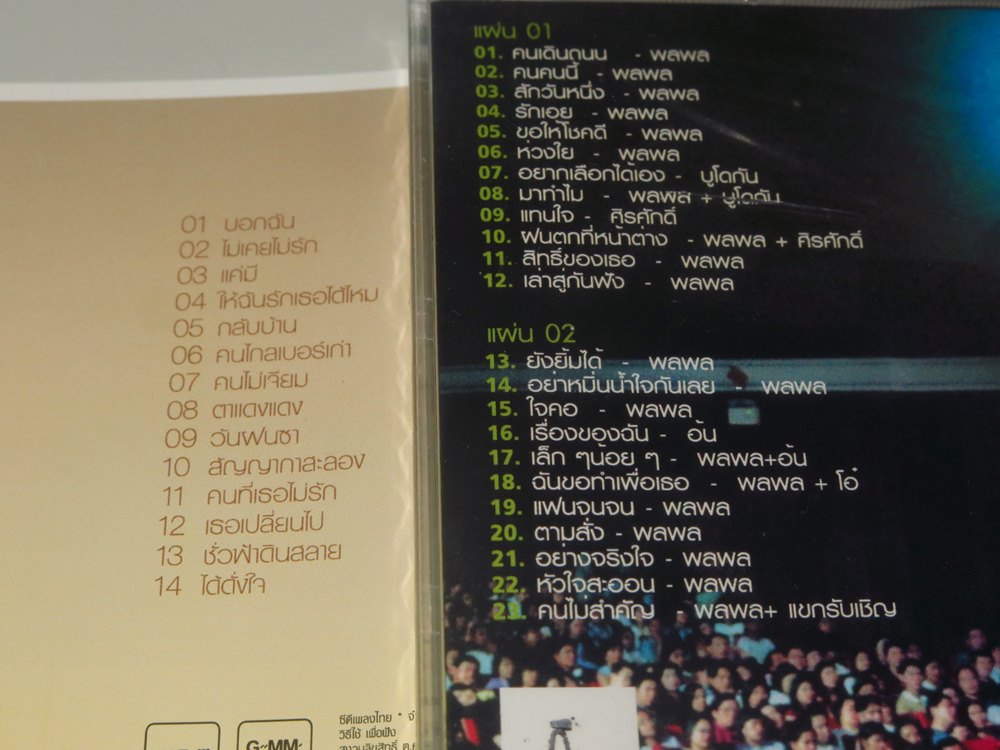 01 บอกฉัน
02 ไม่เคยไม่รัก
03 แค่มี
04 ให้ฉันรักเธอได้ไหม
05 กลับบ้าน
06 คนไกลเบอร์เก่า
07 คนไม่เจียม
08 ตาแดงแดง
09 วันฝนซา
10 สัญญากาสะลอง
11 คนที่เธอไม่รัก
12 เธอเปลี่ยนไป
13 ชั่วฟ้าดินสลาย
14 ได้ดั่งใจ
G-MM-
ซีดีเพลงไทย *
วิธีใช้ เพื่อฟัง
แผ่น 01
01. คนเดินถนน - พลพล
02. คนคนนี้ - พลพล
03. สักวันหนึ่ง - พลพล
04. รักเอย - พลพล
05. ขอให้โชคดี - พลพล
06. ห่วงใย - พลพล
07. อยากเลือกได้เอง - บูโดกัน
08. มาทำไม - พลพล + บูโดกัน
09. แทนใจ - ศิรศักดิ์
10. ฝนตกที่หน้าต่าง - พลพล + ศิรศักดิ์
11. สิทธิ์ของเธอ - พลพล
12. เล่าสู่กันฟัง - พลพล
แผ่น 02
13. ยังยิ้มได้ - พลพล
14. อย่าหมิ่นน้ำใจกันเลย - พลพล
15. ใจคอ - พลพล
16. เรื่องของฉัน - อ้น
17. เล็ก ๆน้อย ๆ - พลพล+อ้น
18. ฉันขอทำเพื่อเธอ - พลพล + โอ๋
19. แฟนจนจน - พลพล
20. ตามสั่ง - พลพล
21. อย่างจริงใจ - พลพล
22. หัวใจสะออน - พลพล
23. คนไม่สำคัญ - พลพล+ แขกรับเชิญ